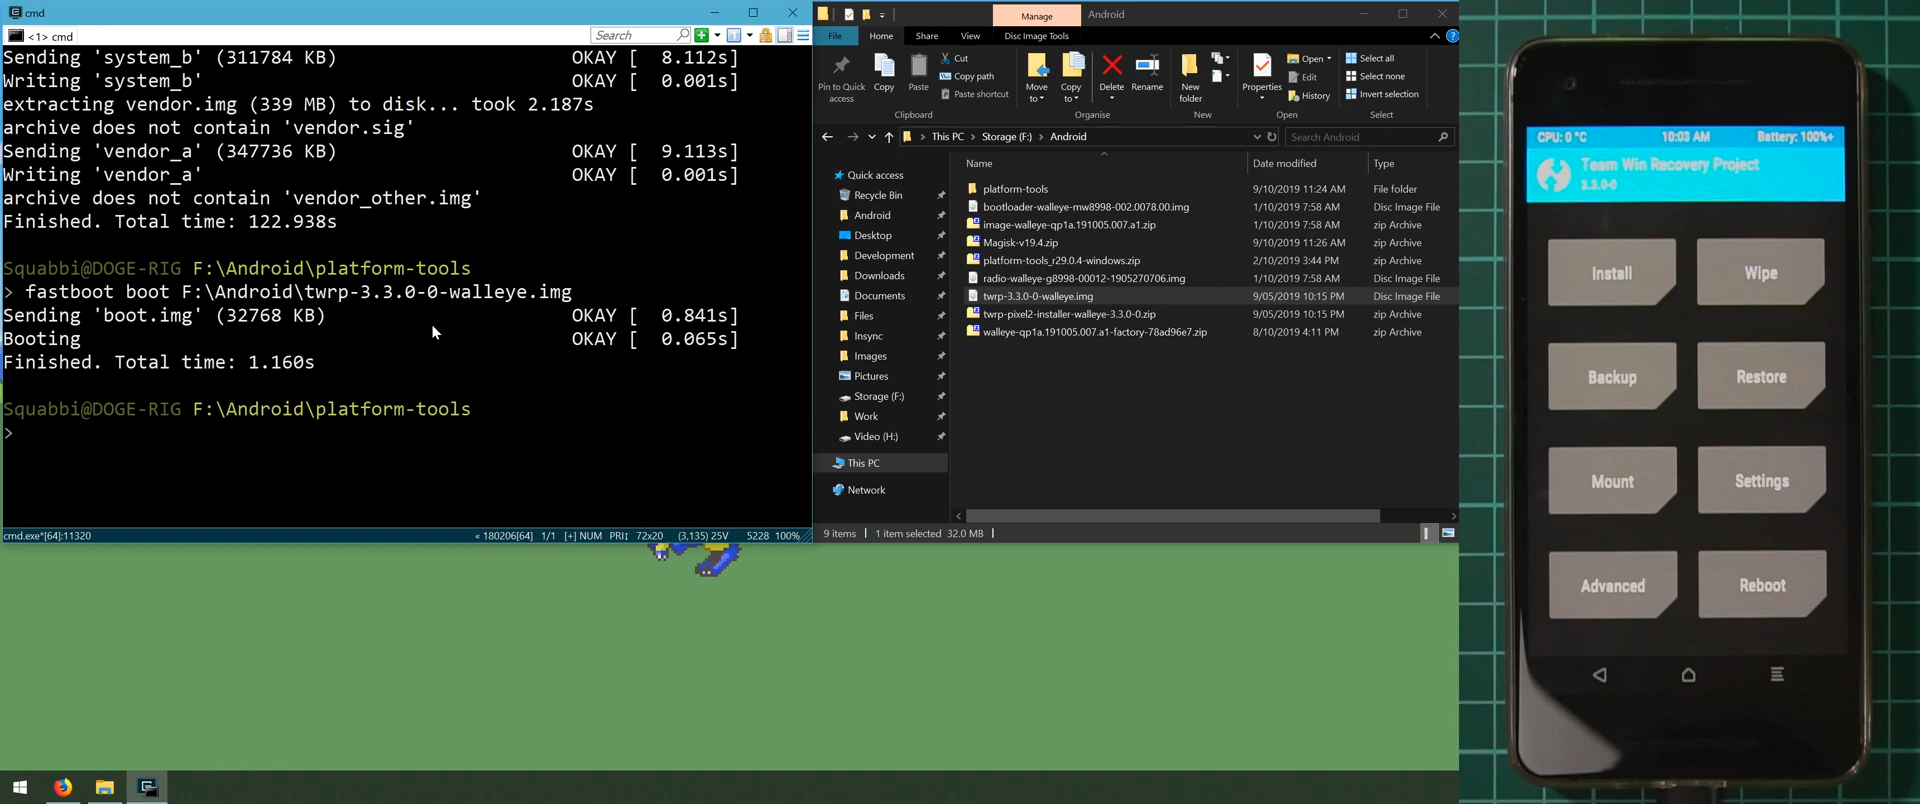 cmd
<1> cmd
Search
Sending 'system_b' (311784 KB) OKAY [ 8.112s]
Writing 'system_b' OKAY [ 0.001s]
extracting vendor.img (339 MB) to disk... took 2.187s
archive does not contain 'vendor.sig'
Sending 'vendor_a' (347736 KB) OKAY [ 9.113s]
Writing 'vendor_a' OKAY [ 0.001s]
archive does not contain 'vendor_other.img'
Finished. Total time: 122.938s
Squabbi@DOGE-RIG F:\Android\platform-tools
> fastboot boot F:\Android\twrp-3.3.0-0-walleye.img
Sending 'boot.img' (32768 KB) OKAY [ 0.841s]
Booting OKAY [ 0.065s]
Finished. Total time: 1.160s
Squabbi@DOGE-RIG F:\Android\platform-tools
>
cmd.exe*[64]:11320 « 180206[64] 1/1 [+] NUM PRI↕ 72x20 (3,135) 25V 5228 100%
Manage Android
File Home Share View Disc Image Tools
Pin to Quick access
Copy
Paste
Cut
Copy path
Paste shortcut
Clipboard
Move to
Copy to
Delete
Rename
Organise
New folder
New
Properties
Open
Edit
History
Open
Select all
Select none
Invert selection
Select
This PC > Storage (F:) > Android
Search Android
Quick access
Recycle Bin
Android
Desktop
Development
Downloads
Documents
Files
Insync
Images
Pictures
Storage (F:)
Work
Video (H:)
This PC
Network
Name Date modified Type
platform-tools 9/10/2019 11:24 AM File folder
bootloader-walleye-mw8998-002.0078.00.img 1/10/2019 7:58 AM Disc Image File
image-walleye-qp1a.191005.007.a1.zip 1/10/2019 7:58 AM zip Archive
Magisk-v19.4.zip 9/10/2019 11:26 AM zip Archive
platform-tools_r29.0.4-windows.zip 2/10/2019 3:44 PM zip Archive
radio-walleye-g8998-00012-1905270706.img 1/10/2019 7:58 AM Disc Image File
twrp-3.3.0-0-walleye.img 9/05/2019 10:15 PM Disc Image File
twrp-pixel2-installer-walleye-3.3.0-0.zip 9/05/2019 10:15 PM zip Archive
walleye-qp1a.191005.007.a1-factory-78ad96e7.zip 8/10/2019 4:11 PM zip Archive
9 items 1 item selected 32.0 MB
CPU: 0 °C 10:03 AM Battery: 100%+
Team Win Recovery Project
3.3.0-0
Install Wipe
Backup Restore
Mount Settings
Advanced Reboot